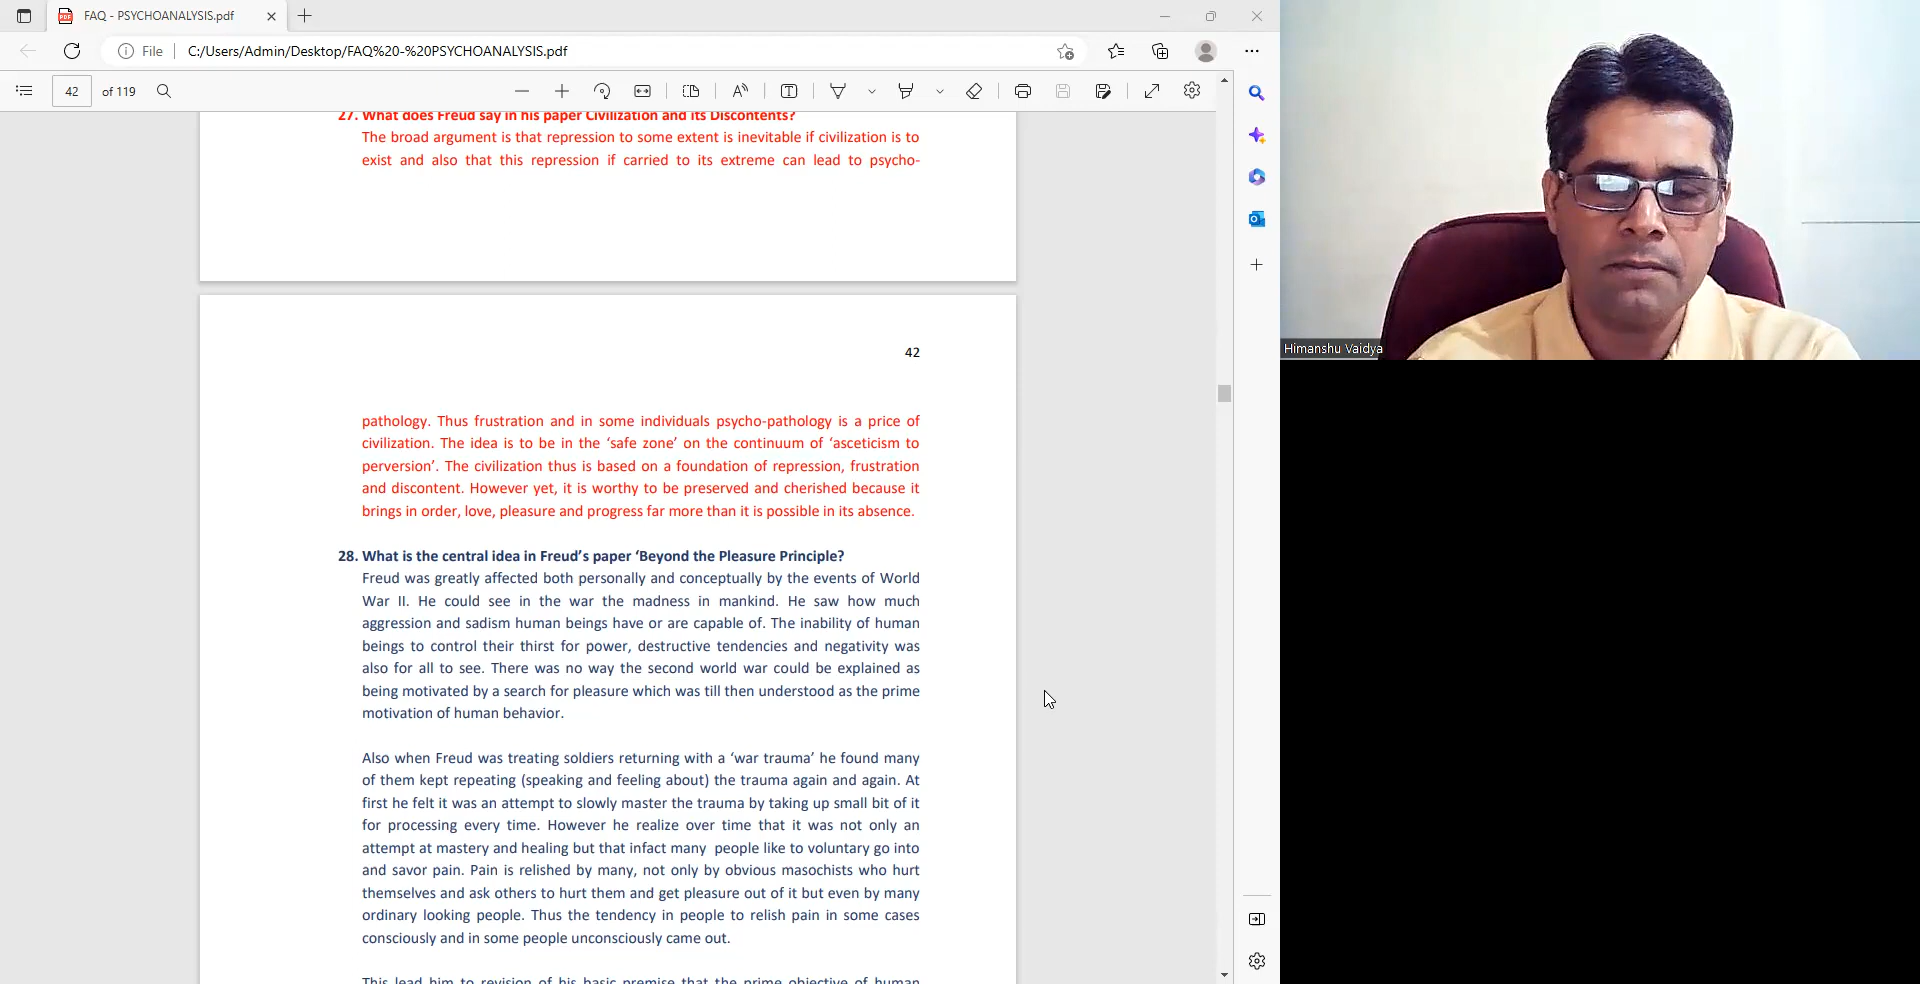 FAQ - PSYCHOANALYSIS.pdf
File
C:/Users/Admin/Desktop/FAQ%20-%20PSYCHOANALYSIS.pdf
42 of 119
27. What does Freud say in his paper Civilization and its Discontents?
The broad argument is that repression to some extent is inevitable if civilization is to
exist and also that this repression if carried to its extreme can lead to psycho-
42
pathology. Thus frustration and in some individuals psycho-pathology is a price of
civilization. The idea is to be in the ‘safe zone’ on the continuum of ‘asceticism to
perversion’. The civilization thus is based on a foundation of repression, frustration
and discontent. However yet, it is worthy to be preserved and cherished because it
brings in order, love, pleasure and progress far more than it is possible in its absence.
28. What is the central idea in Freud’s paper ‘Beyond the Pleasure Principle?
Freud was greatly affected both personally and conceptually by the events of World
War II. He could see in the war the madness in mankind. He saw how much
aggression and sadism human beings have or are capable of. The inability of human
beings to control their thirst for power, destructive tendencies and negativity was
also for all to see. There was no way the second world war could be explained as
being motivated by a search for pleasure which was till then understood as the prime
motivation of human behavior.
Also when Freud was treating soldiers returning with a ‘war trauma’ he found many
of them kept repeating (speaking and feeling about) the trauma again and again. At
first he felt it was an attempt to slowly master the trauma by taking up small bit of it
for processing every time. However he realize over time that it was not only an
attempt at mastery and healing but that infact many people like to voluntary go into
and savor pain. Pain is relished by many, not only by obvious masochists who hurt
themselves and ask others to hurt them and get pleasure out of it but even by many
ordinary looking people. Thus the tendency in people to relish pain in some cases
consciously and in some people unconsciously came out.
This lead him to revision of his basic premise that the prime objective of human
Himanshu Vaidya